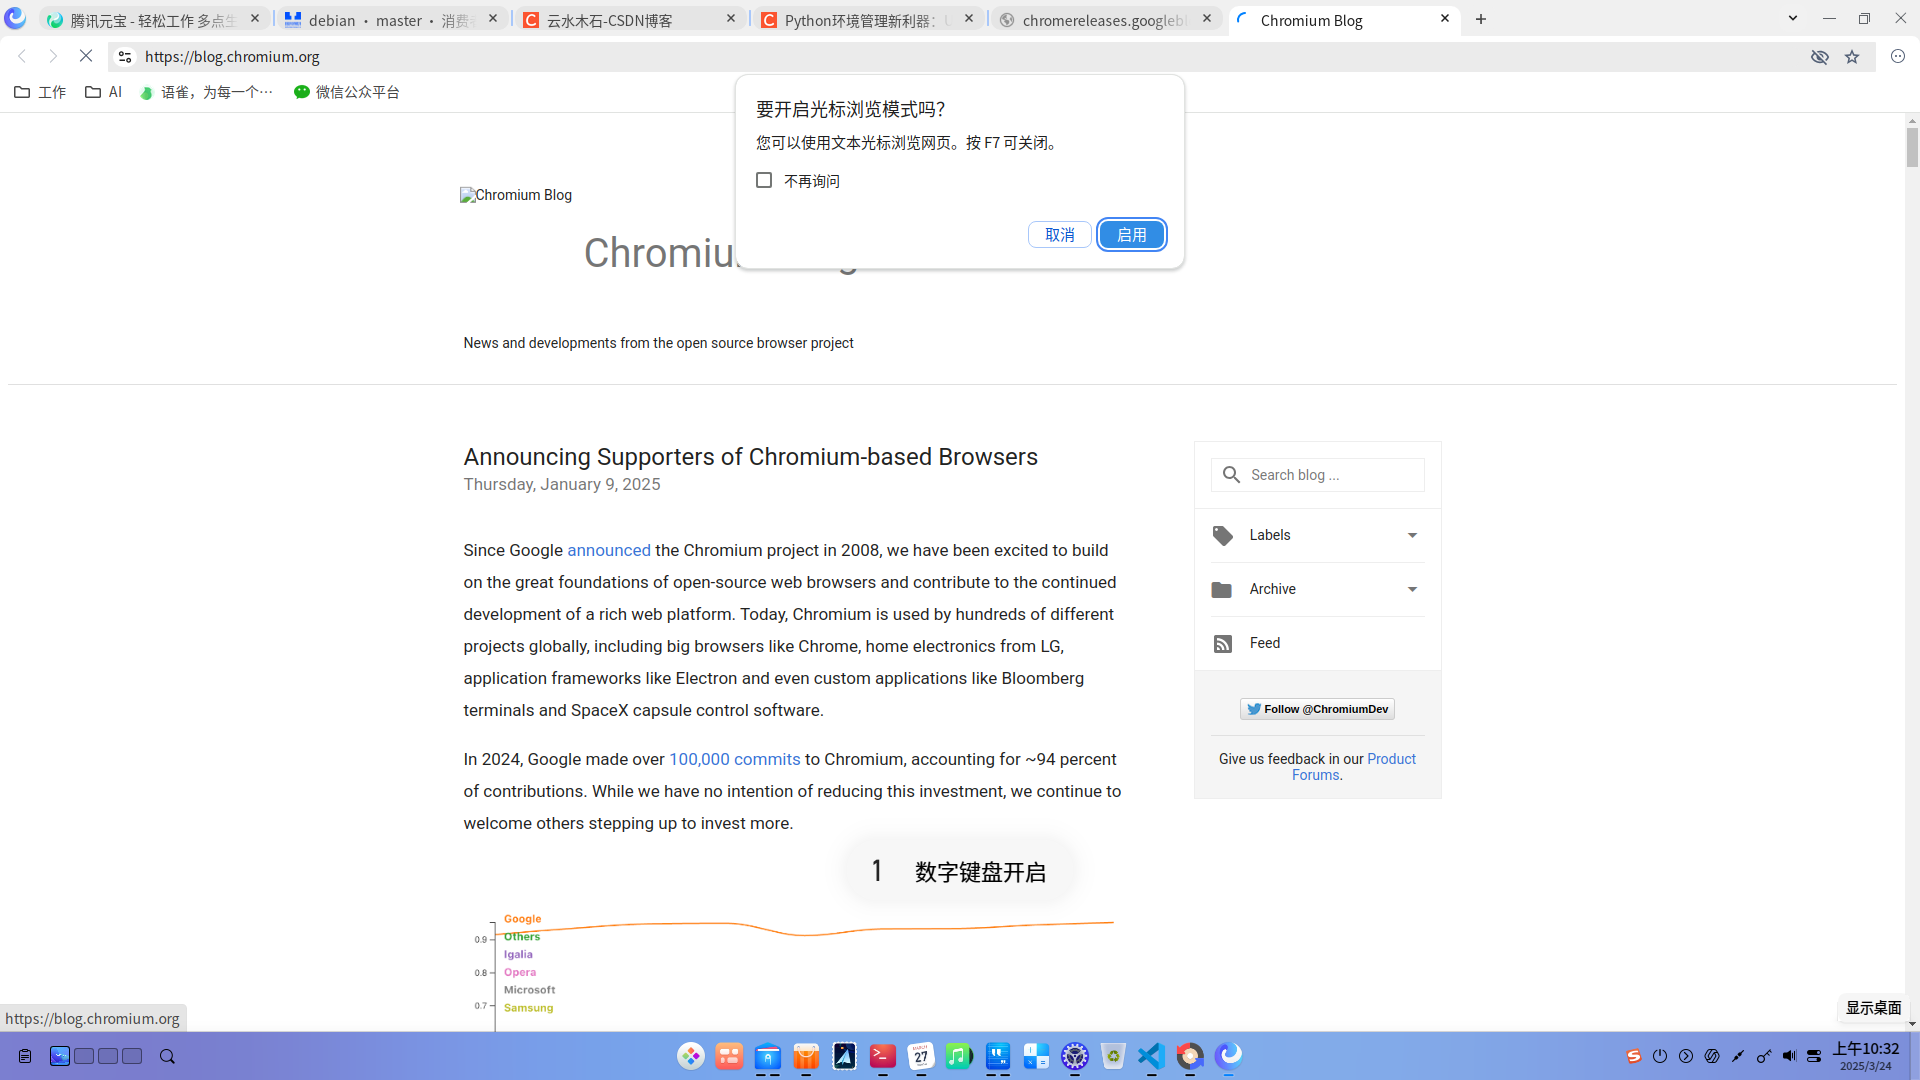 腾讯元宝 - 轻松工作 多点生
debian · master · 消费者
云水木石-CSDN博客
Python环境管理新利器：U
chromereleases.googlebl
Chromium Blog
https://blog.chromium.org
工作
AI
语雀，为每一个…
微信公众平台
要开启光标浏览模式吗？
您可以使用文本光标浏览网页。按 F7 可关闭。
不再询问
取消
启用
Chromium Blog
News and developments from the open source browser project
Announcing Supporters of Chromium-based Browsers
Thursday, January 9, 2025
Since Google announced the Chromium project in 2008, we have been excited to build
on the great foundations of open-source web browsers and contribute to the continued
development of a rich web platform. Today, Chromium is used by hundreds of different
projects globally, including big browsers like Chrome, home electronics from LG,
application frameworks like Electron and even custom applications like Bloomberg
terminals and SpaceX capsule control software.
In 2024, Google made over 100,000 commits to Chromium, accounting for ~94 percent
of contributions. While we have no intention of reducing this investment, we continue to
welcome others stepping up to invest more.
Search blog ...
Labels
Archive
Feed
Follow @ChromiumDev
Give us feedback in our Product
Forums.
1 数字键盘开启
Google
0.9
Others
Igalia
0.8
Opera
Microsoft
0.7
Samsung
https://blog.chromium.org
显示桌面
MARCH
27
上午10:32
2025/3/24